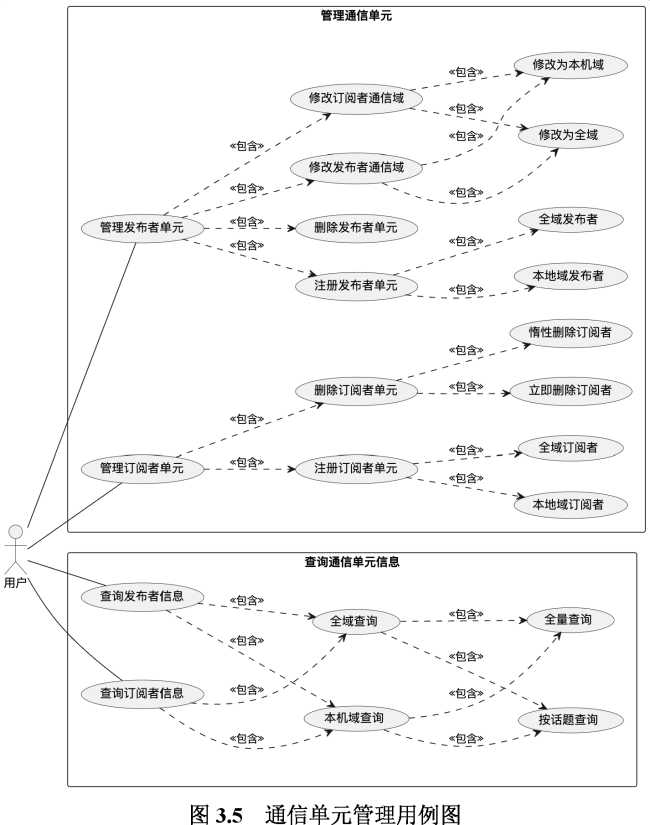 管理通信单元
修改为本机域
«包含»
修改订阅者通信域
«包含»
修改为全域
«包含»
«包含»
修改发布者通信域
«包含»
«包含»
管理发布者单元
«包含»
删除发布者单元
全域发布者
«包含»
«包含»
注册发布者单元
本地域发布者
«包含»
惰性删除订阅者
«包含»
删除订阅者单元
«包含»
立即删除订阅者
«包含»
管理订阅者单元
«包含»
注册订阅者单元
«包含»
全域订阅者
«包含»
本地域订阅者
用户
查询通信单元信息
查询发布者信息
«包含»
全域查询
«包含»
全量查询
«包含»
«包含»
查询订阅者信息
«包含»
«包含»
本机域查询
按话题查询
«包含»
«包含»
图 3.5 通信单元管理用例图